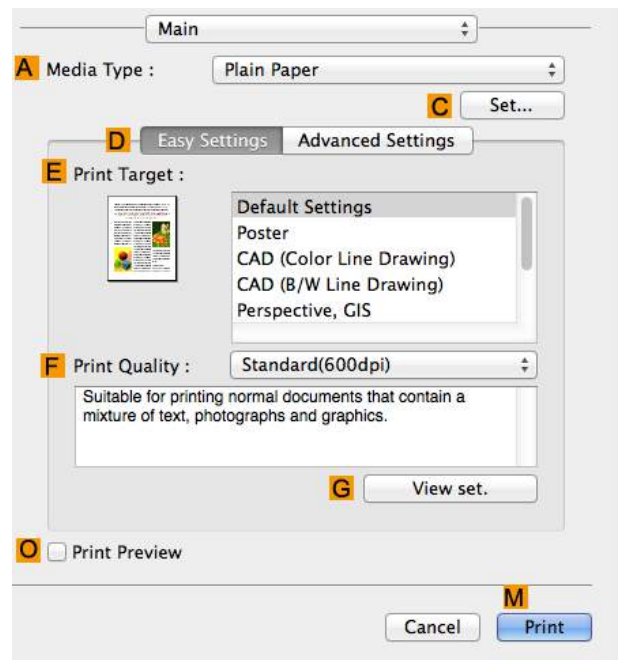 Main
A Media Type : Plain Paper
C Set...
D Easy Settings Advanced Settings
E Print Target :
Default Settings
Poster
CAD (Color Line Drawing)
CAD (B/W Line Drawing)
Perspective, GIS
F Print Quality : Standard(600dpi)
Suitable for printing normal documents that contain a
mixture of text, photographs and graphics.
G View set.
O Print Preview
M
Cancel Print